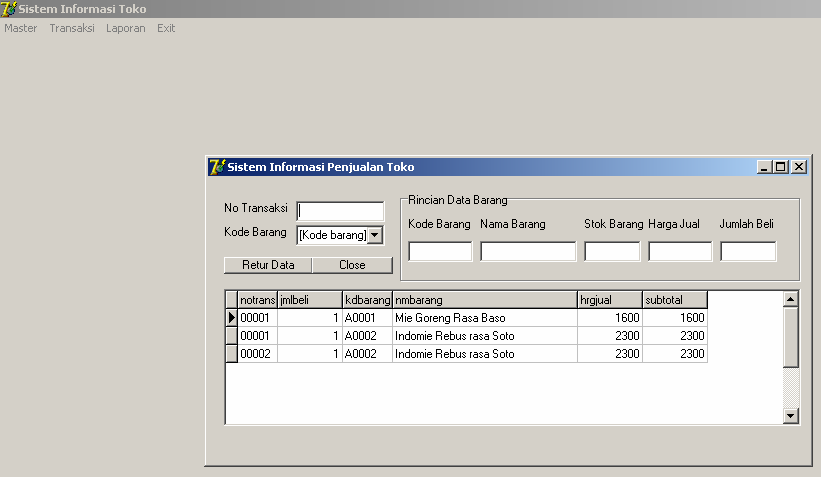 Sistem Informasi Toko
Master Transaksi Laporan Exit
Sistem Informasi Penjualan Toko
No Transaksi
Kode Barang [Kode barang]
Retur Data Close
Rincian Data Barang
Kode Barang Nama Barang Stok Barang Harga Jual Jumlah Beli
notrans jmlbeli kdbarang nmbarang hrgjual subtotal
00001 1 A0001 Mie Goreng Rasa Baso 1600 1600
00001 1 A0002 Indomie Rebus rasa Soto 2300 2300
00002 1 A0002 Indomie Rebus rasa Soto 2300 2300